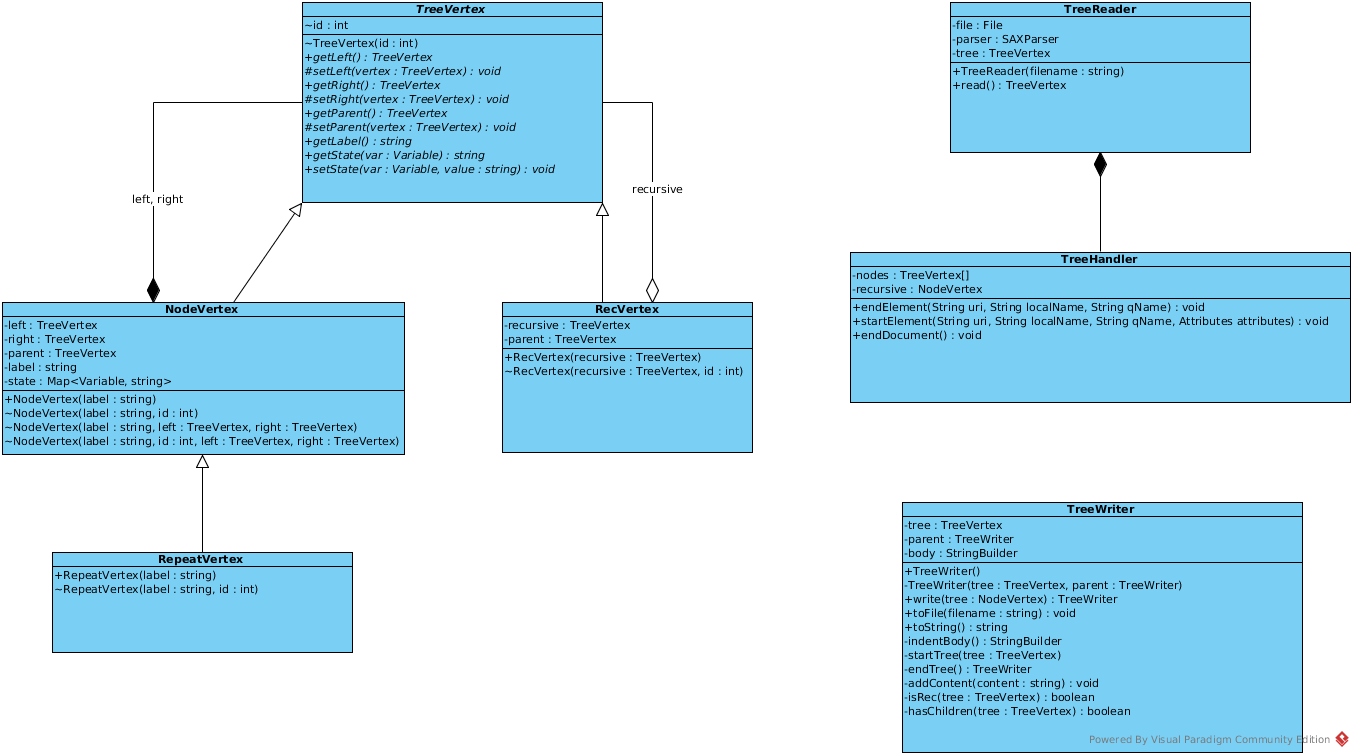 TreeVertex
~id : int
~TreeVertex(id : int)
+getLeft() : TreeVertex
#setLeft(vertex : TreeVertex) : void
+getRight() : TreeVertex
#setRight(vertex : TreeVertex) : void
+getParent() : TreeVertex
#setParent(vertex : TreeVertex) : void
+getLabel() : string
+getState(var : Variable) : string
+setState(var : Variable, value : string) : void
left, right
recursive
NodeVertex
-left : TreeVertex
-right : TreeVertex
-parent : TreeVertex
-label : string
-state : Map<Variable, string>
+NodeVertex(label : string)
~NodeVertex(label : string, id : int)
~NodeVertex(label : string, left : TreeVertex, right : TreeVertex)
~NodeVertex(label : string, id : int, left : TreeVertex, right : TreeVertex)
RecVertex
-recursive : TreeVertex
-parent : TreeVertex
+RecVertex(recursive : TreeVertex)
~RecVertex(recursive : TreeVertex, id : int)
RepeatVertex
+RepeatVertex(label : string)
~RepeatVertex(label : string, id : int)
TreeReader
-file : File
-parser : SAXParser
-tree : TreeVertex
+TreeReader(filename : string)
+read() : TreeVertex
TreeHandler
-nodes : TreeVertex[]
-recursive : NodeVertex
+endElement(String uri, String localName, String qName) : void
+startElement(String uri, String localName, String qName, Attributes attributes) : void
+endDocument() : void
TreeWriter
-tree : TreeVertex
-parent : TreeWriter
-body : StringBuilder
+TreeWriter()
-TreeWriter(tree : TreeVertex, parent : TreeWriter)
+write(tree : NodeVertex) : TreeWriter
+toFile(filename : string) : void
+toString() : string
-indentBody() : StringBuilder
-startTree(tree : TreeVertex)
-endTree() : TreeWriter
-addContent(content : string) : void
-isRec(tree : TreeVertex) : boolean
-hasChildren(tree : TreeVertex) : boolean
Powered By Visual Paradigm Community Edition